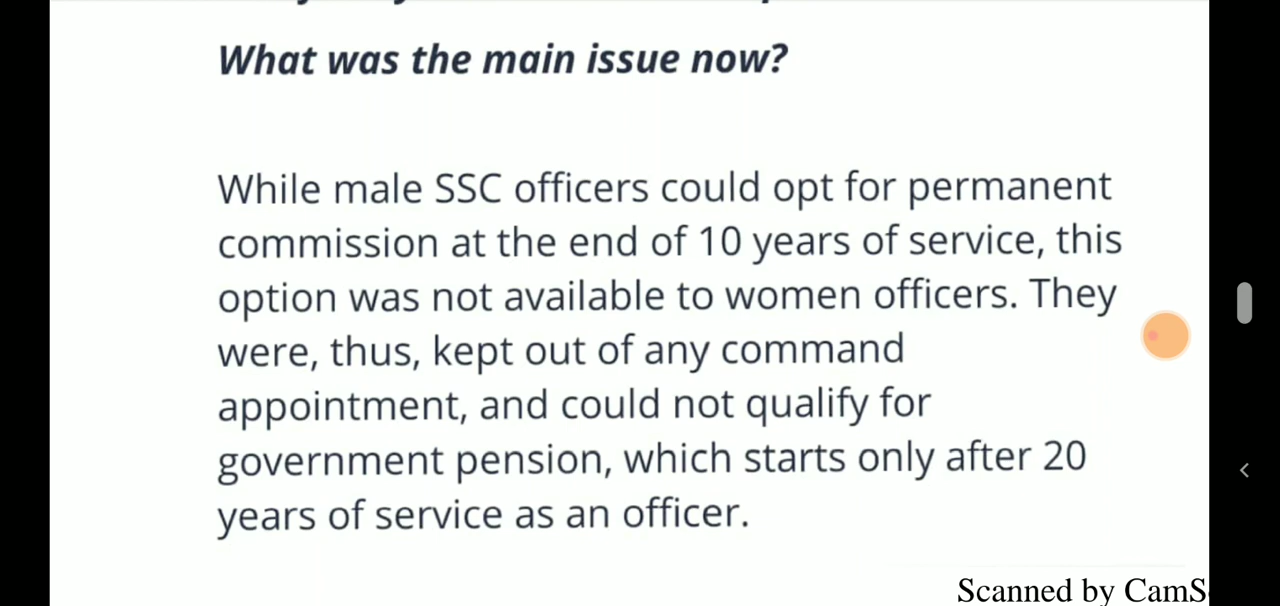 What was the main issue now?
While male SSC officers could opt for permanent
commission at the end of 10 years of service, this
option was not available to women officers. They
were, thus, kept out of any command
appointment, and could not qualify for
government pension, which starts only after 20
years of service as an officer.
Scanned by CamS